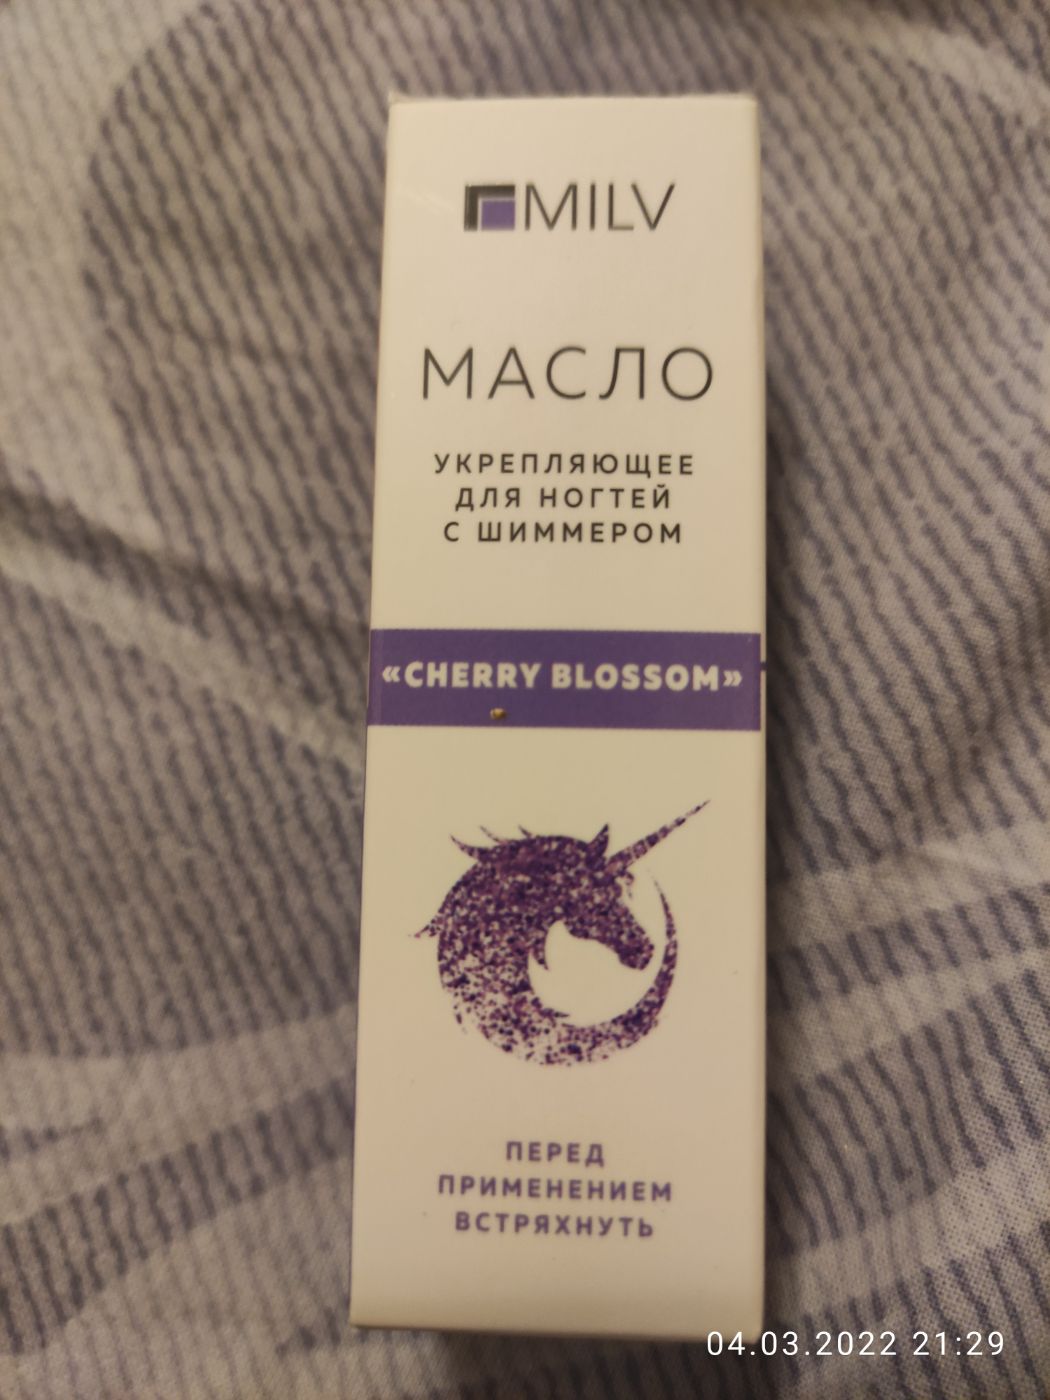 MILV
МАСЛО
УКРЕПЛЯЮЩЕЕ
ДЛЯ НОГТЕЙ
С ШИММЕРОМ
«CHERRY BLOSSOM»
ПЕРЕД
ПРИМЕНЕНИЕМ
ВСТРЯХНУТЬ
04.03.2022 21:29